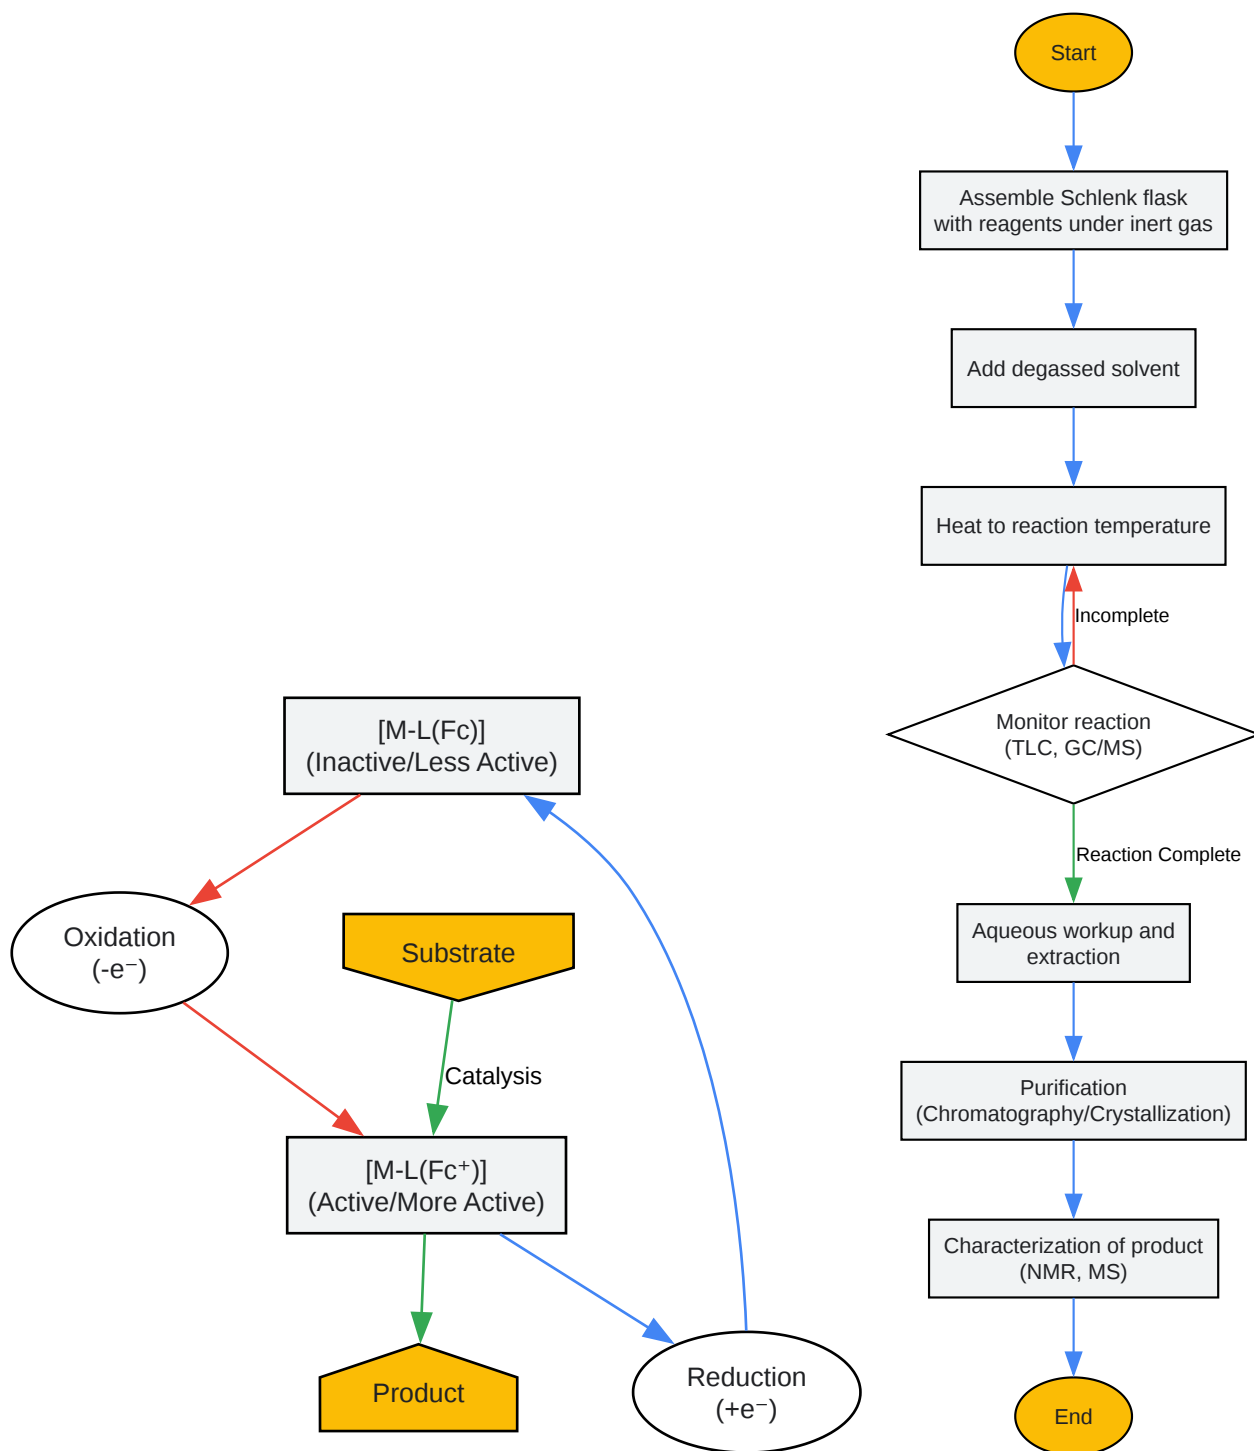 Start
Assemble Schlenk flask
with reagents under inert gas
Add degassed solvent
Heat to reaction temperature
Incomplete
Monitor reaction
(TLC, GC/MS)
Reaction Complete
Aqueous workup and
extraction
Purification
(Chromatography/Crystallization)
Characterization of product
(NMR, MS)
End
[M-L(Fc)]
(Inactive/Less Active)
Oxidation
(-e⁻)
Substrate
Catalysis
[M-L(Fc⁺)]
(Active/More Active)
Product
Reduction
(+e⁻)